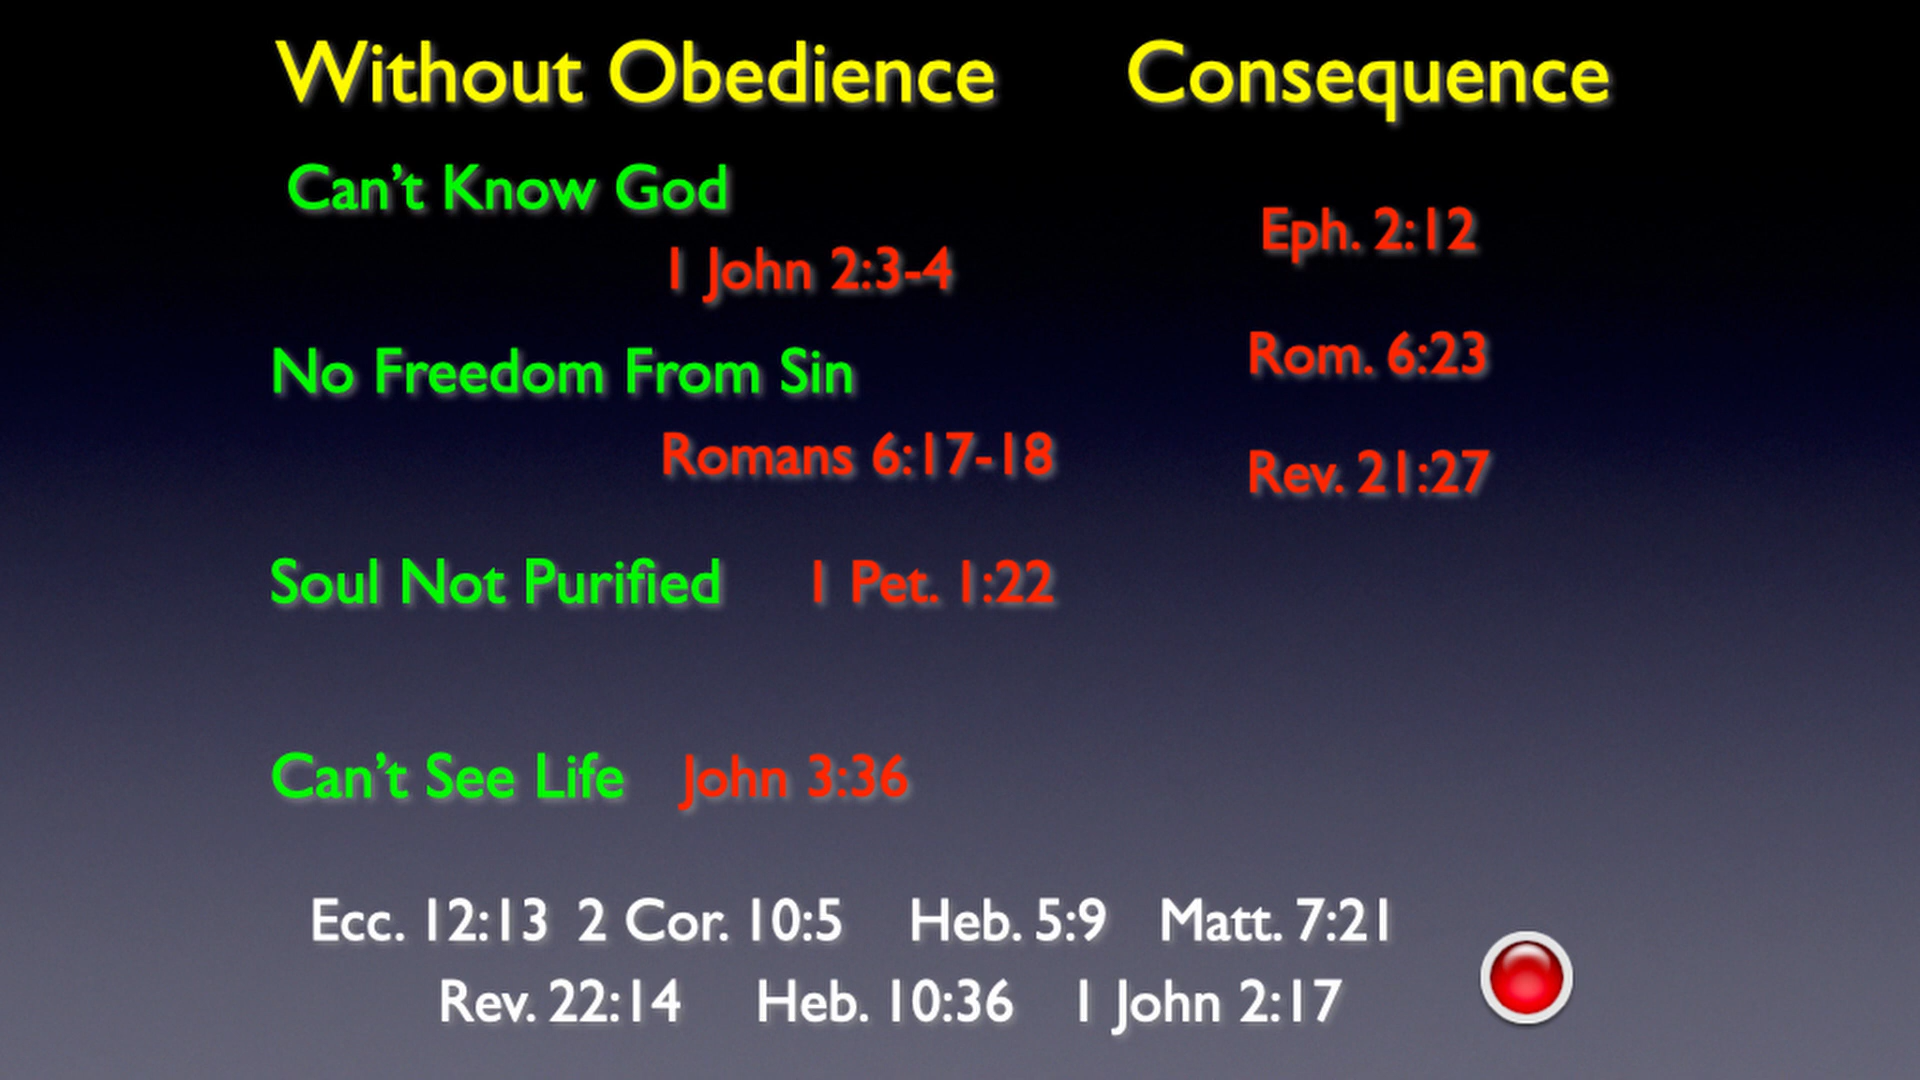 Without Obedience
Consequence
Can't Know God
1 John 2:3-4
Eph. 2:12
No Freedom From Sin
Rom. 6:23
Romans 6:17-18
Rev. 21:27
Soul Not Purified 1 Pet. 1:22
Can't See Life John 3:36
Ecc. 12:13 2 Cor. 10:5 Heb. 5:9 Matt. 7:21
Rev. 22:14 Heb. 10:36 1 John 2:17